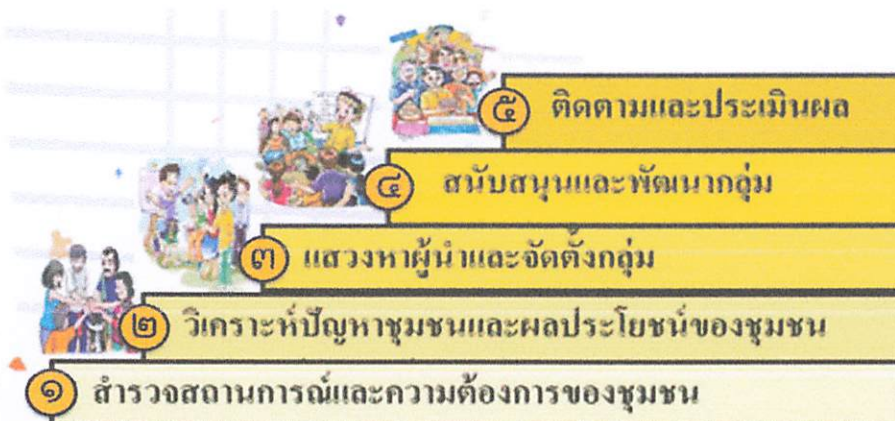 ๕ ติดตามและประเมินผล
๔ สนับสนุนและพัฒนากลุ่ม
๓ แสวงหาผู้นำและจัดตั้งกลุ่ม
๒ วิเคราะห์ปัญหาชุมชนและผลประโยชน์ของชุมชน
๑ สำรวจสถานการณ์และความต้องการของชุมชน